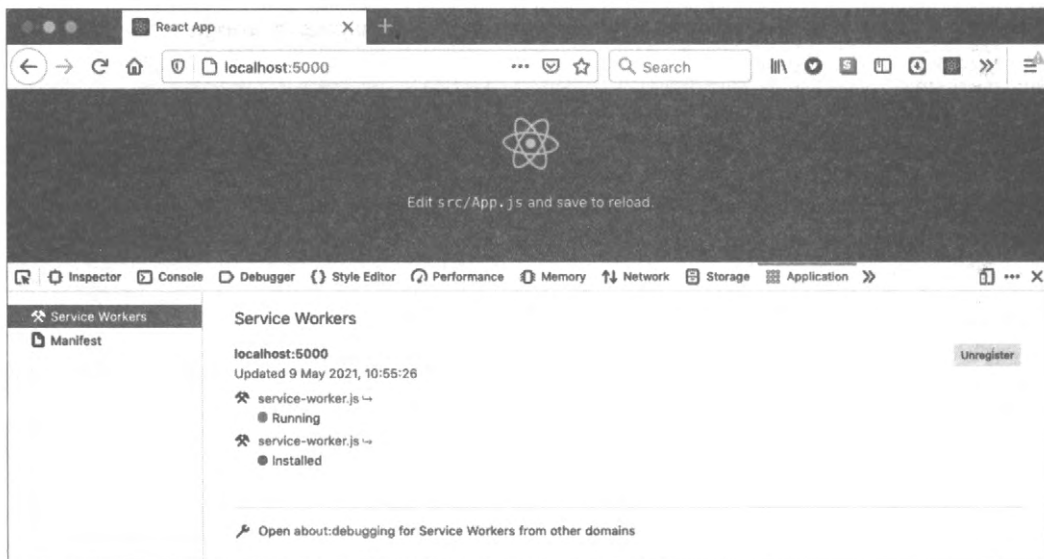 React App
localhost:5000
Search
Edit src/App.js and save to reload.
Inspector Console Debugger {} Style Editor Performance Memory Network Storage Application
Service Workers
Manifest
Service Workers
localhost:5000
Unregister
Updated 9 May 2021, 10:55:26
service-worker.js
Running
service-worker.js
Installed
Open about:debugging for Service Workers from other domains